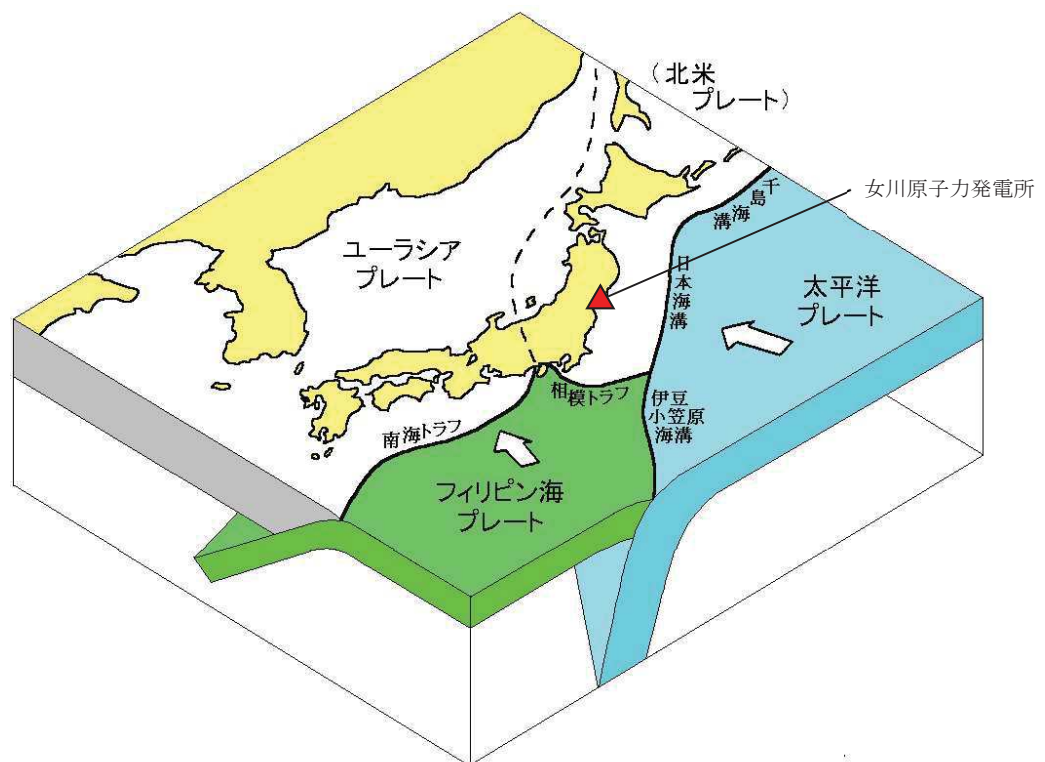 （北米
プレート）
女川原子力発電所
千島
海溝
ユーラシア
プレート
日本海溝
太平洋
プレート
相模トラフ
伊豆
小笠原
海溝
南海トラフ
フィリピン海
プレート